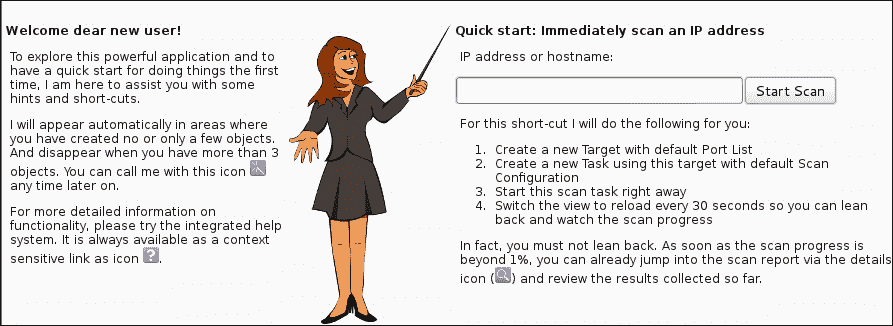 Welcome dear new user!
To explore this powerful application and to
have a quick start for doing things the first
time, I am here to assist you with some
hints and short-cuts.
I will appear automatically in areas where
you have created no or only a few objects.
And disappear when you have more than 3
objects. You can call me with this icon
any time later on.
For more detailed information on
functionality, please try the integrated help
system. It is always available as a context
sensitive link as icon ?.
Quick start: Immediately scan an IP address
IP address or hostname:
Start Scan
For this short-cut I will do the following for you:
1. Create a new Target with default Port List
2. Create a new Task using this target with default Scan
Configuration
3. Start this scan task right away
4. Switch the view to reload every 30 seconds so you can lean
back and watch the scan progress
In fact, you must not lean back. As soon as the scan progress is
beyond 1%, you can already jump into the scan report via the details
icon () and review the results collected so far.